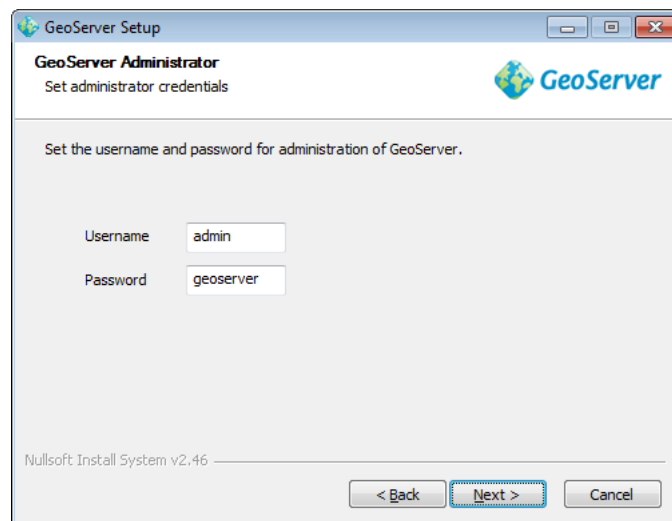 GeoServer Setup
GeoServer Administrator
Set administrator credentials
GeoServer
Set the username and password for administration of GeoServer.
Username admin
Password geoserver
Nullsoft Install System v2.46
< Back Next > Cancel